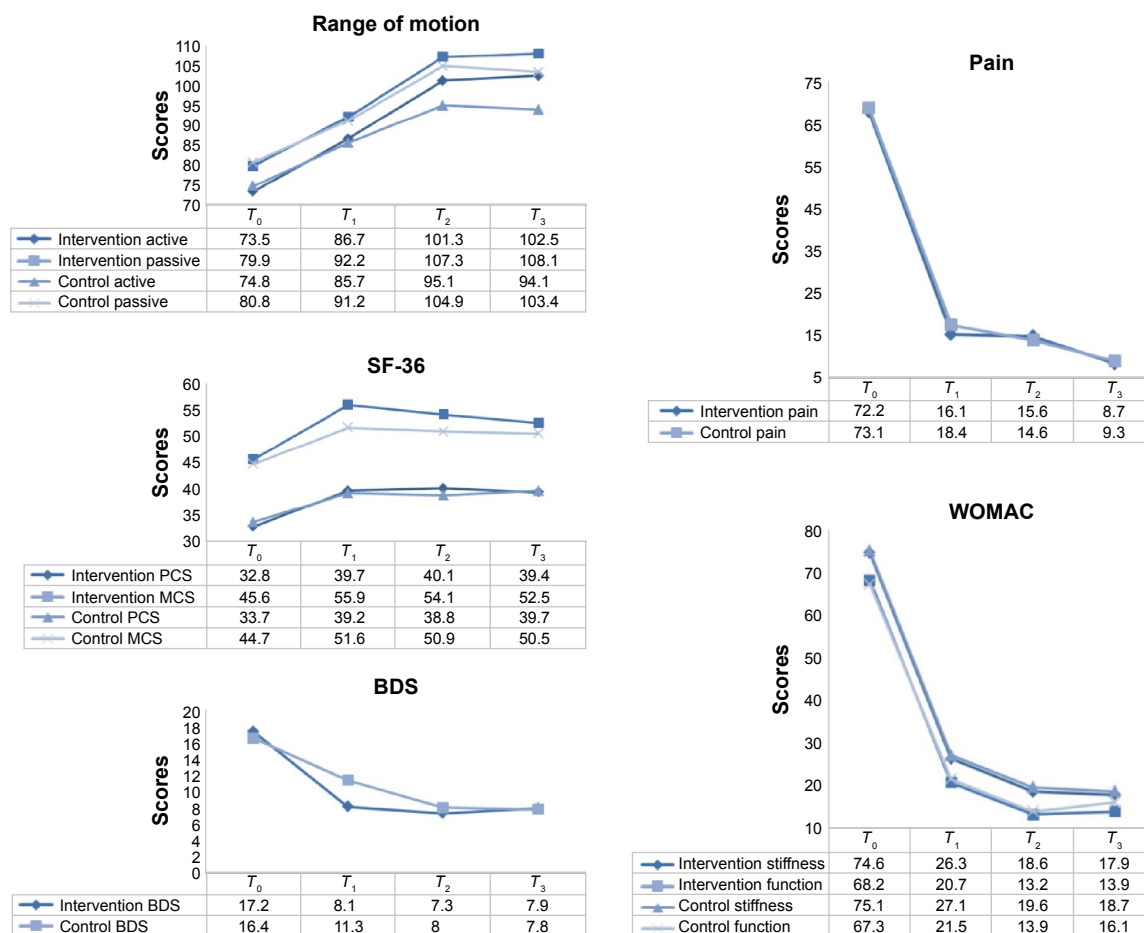 Range of motion
Scores
110
105
100
95
90
85
80
75
70
T0 T1 T2 T3
Intervention active 73.5 86.7 101.3 102.5
Intervention passive 79.9 92.2 107.3 108.1
Control active 74.8 85.7 95.1 94.1
Control passive 80.8 91.2 104.9 103.4
SF-36
Scores
60
55
50
45
40
35
30
T0 T1 T2 T3
Intervention PCS 32.8 39.7 40.1 39.4
Intervention MCS 45.6 55.9 54.1 52.5
Control PCS 33.7 39.2 38.8 39.7
Control MCS 44.7 51.6 50.9 50.5
BDS
Scores
20
18
16
14
12
10
8
6
4
2
0
T0 T1 T2 T3
Intervention BDS 17.2 8.1 7.3 7.9
Control BDS 16.4 11.3 8 7.8
Pain
Scores
75
65
55
45
35
25
15
5
T0 T1 T2 T3
Intervention pain 72.2 16.1 15.6 8.7
Control pain 73.1 18.4 14.6 9.3
WOMAC
Scores
80
70
60
50
40
30
20
10
T0 T1 T2 T3
Intervention stiffness 74.6 26.3 18.6 17.9
Intervention function 68.2 20.7 13.2 13.9
Control stiffness 75.1 27.1 19.6 18.7
Control function 67.3 21.5 13.9 16.1